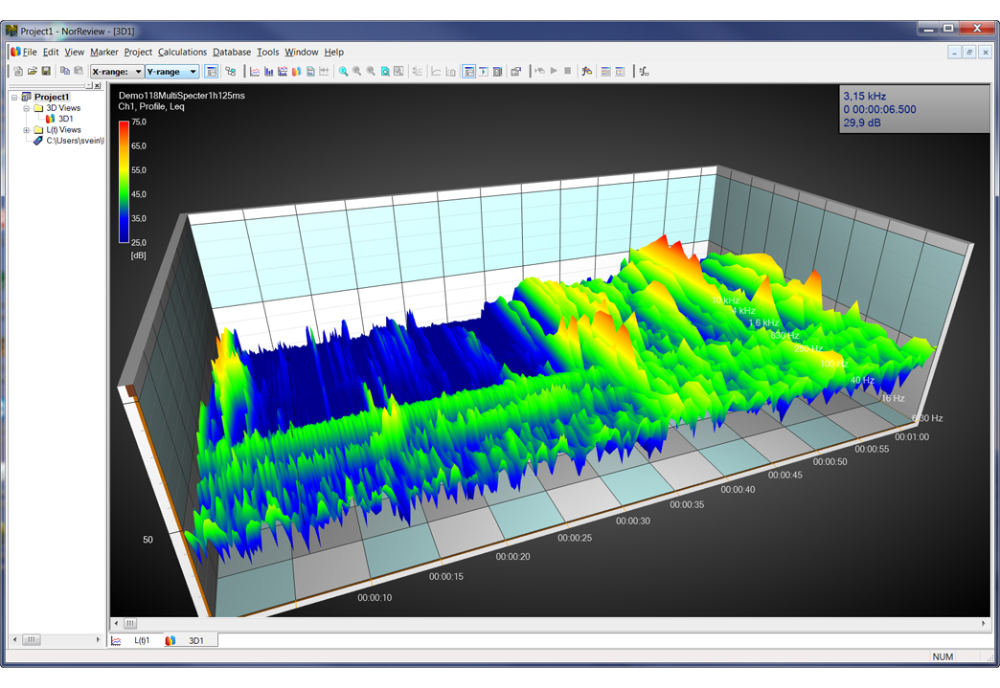 Project1 - NorReview - [3D1]
File Edit View Marker Project Calculations Database Tools Window Help
X-range: Y-range
Project1
3D Views
3D1
L(t) Views
C:\Users\svein\
Demo118MultiSpecter1h125ms
Ch1, Profile, Leq
75,0
65,0
55,0
45,0
35,0
25,0
[dB]
3,15 kHz
0 00:00:06.500
29,9 dB
10 kHz
4 kHz
1.6 kHz
630 Hz
250 Hz
100 Hz
40 Hz
16 Hz
6.30 Hz
00:01:00
00:00:55
00:00:50
00:00:45
00:00:40
00:00:35
00:00:30
00:00:25
00:00:20
00:00:15
00:00:10
50
L(t)1 3D1
NUM